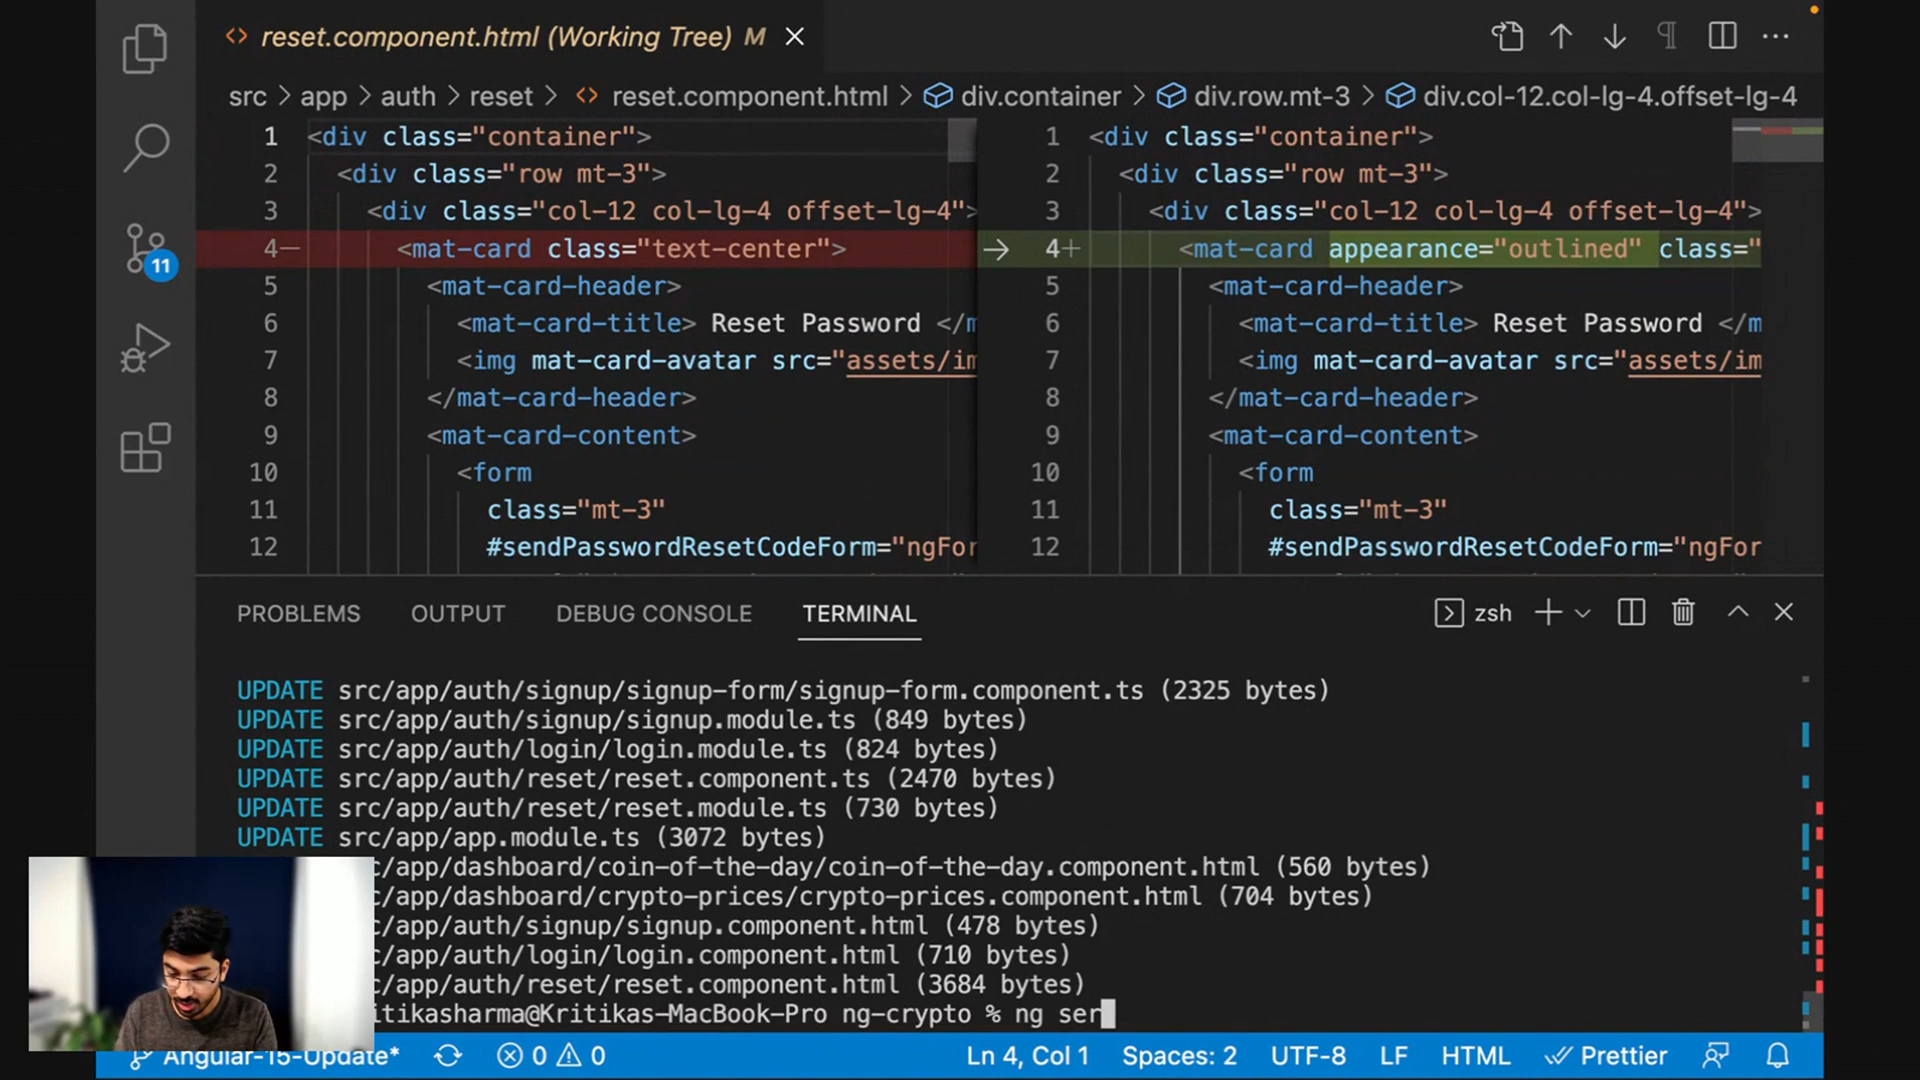 reset.component.html (Working Tree) M
src > app > auth > reset > reset.component.html > div.container > div.row.mt-3 > div.col-12.col-lg-4.offset-lg-4
1 <div class="container">
2 <div class="row mt-3">
3 <div class="col-12 col-lg-4 offset-lg-4">
4— <mat-card class="text-center">
5 <mat-card-header>
6 <mat-card-title> Reset Password </m
7 <img mat-card-avatar src="assets/im
8 </mat-card-header>
9 <mat-card-content>
10 <form
11 class="mt-3"
12 #sendPasswordResetCodeForm="ngFor
1 <div class="container">
2 <div class="row mt-3">
3 <div class="col-12 col-lg-4 offset-lg-4">
4+ <mat-card appearance="outlined" class="
5 <mat-card-header>
6 <mat-card-title> Reset Password </m
7 <img mat-card-avatar src="assets/im
8 </mat-card-header>
9 <mat-card-content>
10 <form
11 class="mt-3"
12 #sendPasswordResetCodeForm="ngFor
11
PROBLEMS OUTPUT DEBUG CONSOLE TERMINAL zsh
UPDATE src/app/auth/signup/signup-form/signup-form.component.ts (2325 bytes)
UPDATE src/app/auth/signup/signup.module.ts (849 bytes)
UPDATE src/app/auth/login/login.module.ts (824 bytes)
UPDATE src/app/auth/reset/reset.component.ts (2470 bytes)
UPDATE src/app/auth/reset/reset.module.ts (730 bytes)
UPDATE src/app/app.module.ts (3072 bytes)
c/app/dashboard/coin-of-the-day/coin-of-the-day.component.html (560 bytes)
c/app/dashboard/crypto-prices/crypto-prices.component.html (704 bytes)
c/app/auth/signup/signup.component.html (478 bytes)
c/app/auth/login/login.component.html (710 bytes)
c/app/auth/reset/reset.component.html (3684 bytes)
itikasharma@Kritikas-MacBook-Pro ng-crypto % ng ser
Angular-15-Update* 0 0 Ln 4, Col 1 Spaces: 2 UTF-8 LF HTML Prettier